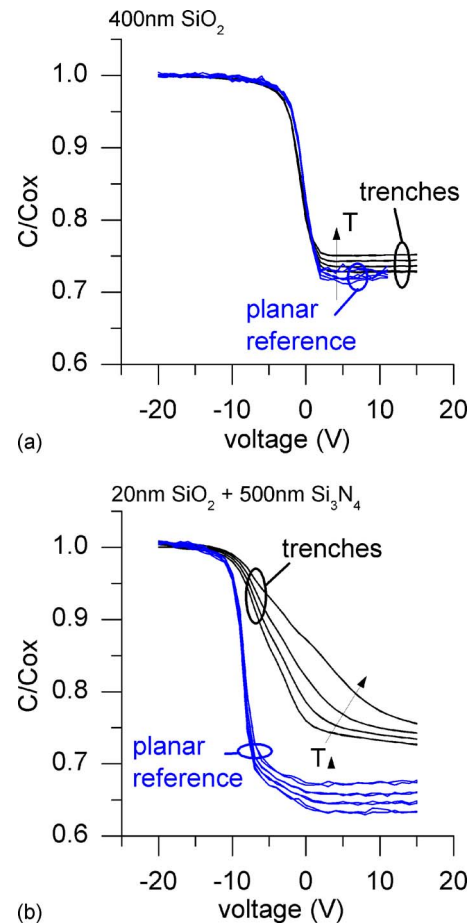 400nm SiO₂
1.0
0.9
0.8
0.7
0.6
C/Cox
trenches
T
planar
reference
-20 -10 0 10 20
voltage (V)
(a)
20nm SiO₂ + 500nm Si₃N₄
1.0
0.9
0.8
0.7
0.6
C/Cox
trenches
T
planar
reference
-20 -10 0 10 20
voltage (V)
(b)